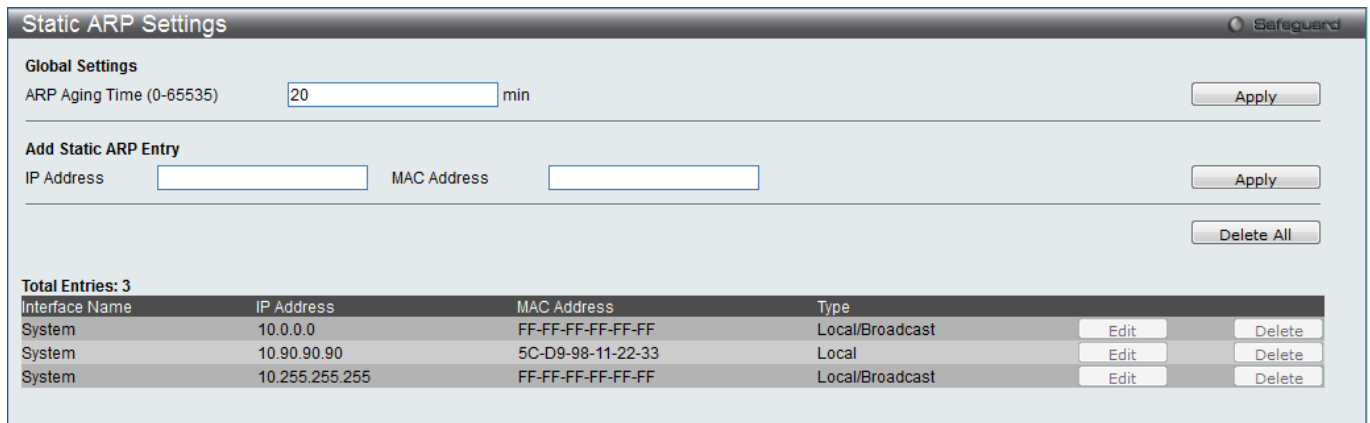 Static ARP Settings Safeguard
Global Settings
ARP Aging Time (0-65535) 20 min Apply
Add Static ARP Entry
IP Address MAC Address Apply
Delete All
Total Entries: 3
Interface Name IP Address MAC Address Type
System 10.0.0.0 FF-FF-FF-FF-FF-FF Local/Broadcast Edit Delete
System 10.90.90.90 5C-D9-98-11-22-33 Local Edit Delete
System 10.255.255.255 FF-FF-FF-FF-FF-FF Local/Broadcast Edit Delete